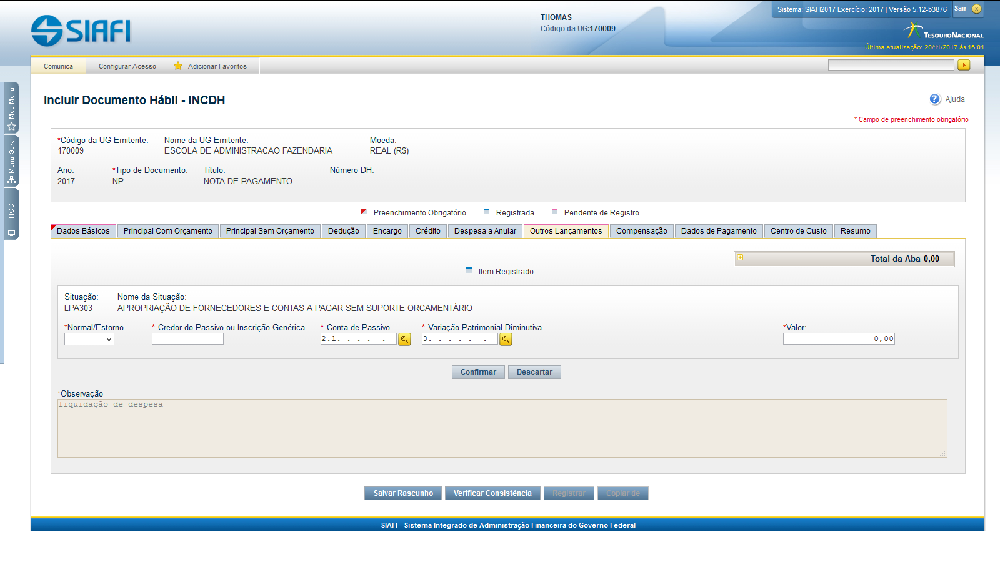 Sistema: SIAFI2017 Exercício: 2017 | Versão 5.12-b3876 Sair x
SIAFI
THOMAS
Código da UG:170009
TESOURONACIONAL
Última atualização: 20/11/2017 às 16:01
Comunica Configurar Acesso Adicionar Favoritos
Meu Menu
Menu Geral
HOD
Incluir Documento Hábil - INCDH
? Ajuda
* Campo de preenchimento obrigatório
*Código da UG Emitente: Nome da UG Emitente: Moeda:
170009 ESCOLA DE ADMINISTRACAO FAZENDARIA REAL (R$)
Ano: *Tipo de Documento: Título: Número DH:
2017 NP NOTA DE PAGAMENTO -
Preenchimento Obrigatório Registrada Pendente de Registro
Dados Básicos Principal Com Orçamento Principal Sem Orçamento Dedução Encargo Crédito Despesa a Anular Outros Lançamentos Compensação Dados de Pagamento Centro de Custo Resumo
Total da Aba 0,00
Item Registrado
Situação: Nome da Situação:
LPA303 APROPRIAÇÃO DE FORNECEDORES E CONTAS A PAGAR SEM SUPORTE ORCAMENTÁRIO
*Normal/Estorno * Credor do Passivo ou Inscrição Genérica * Conta de Passivo * Variação Patrimonial Diminutiva *Valor:
2.1._._._.__.__ 3._._._._.__.__ 0,00
Confirmar Descartar
*Observação
liquidação de despesa
Salvar Rascunho Verificar Consistência Registrar Copiar de
SIAFI - Sistema Integrado de Administração Financeira do Governo Federal